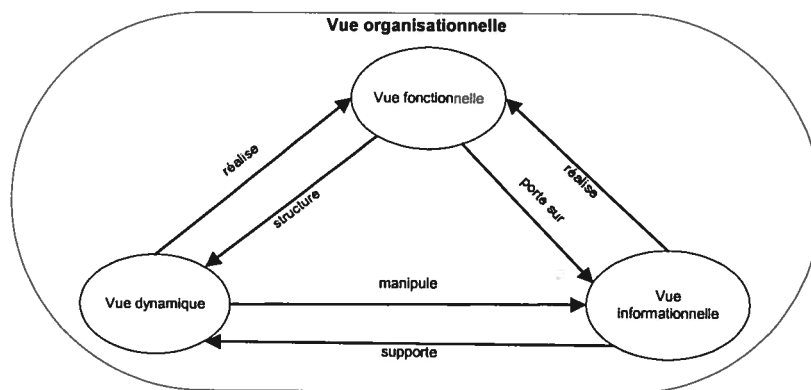 Vue organisationnelle
Vue fonctionnelle
réalise
structure
porte sur
réalise
Vue dynamique
manipule
Vue
informationnelle
supporte